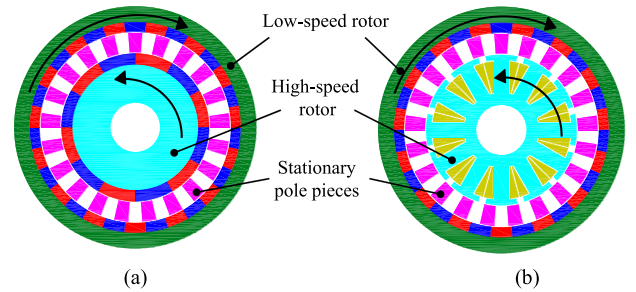 Low-speed rotor
High-speed
rotor
Stationary
pole pieces
(a)
(b)